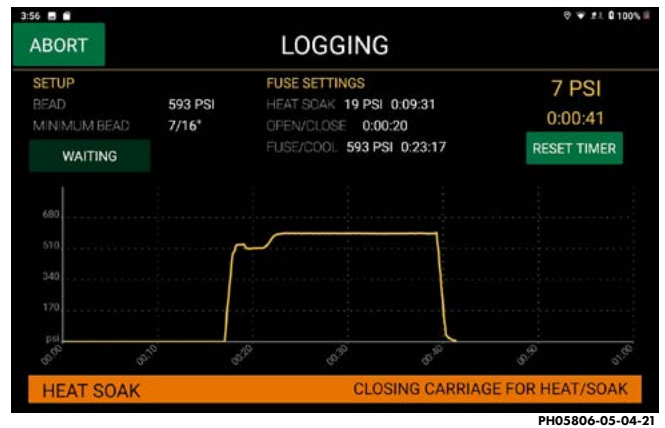 3:56 100%
ABORT LOGGING
SETUP FUSE SETTINGS 7 PSI
BEAD 593 PSI HEAT SOAK 19 PSI 0:09:31 0:00:41
MINIMUM BEAD 7/16" OPEN/CLOSE 0:00:20
WAITING FUSE/COOL 593 PSI 0:23:17 RESET TIMER
680
510
340
170
psi
00:00 00:10 00:20 00:30 00:40 00:50 01:00
HEAT SOAK CLOSING CARRIAGE FOR HEAT/SOAK
PH05806-05-04-21